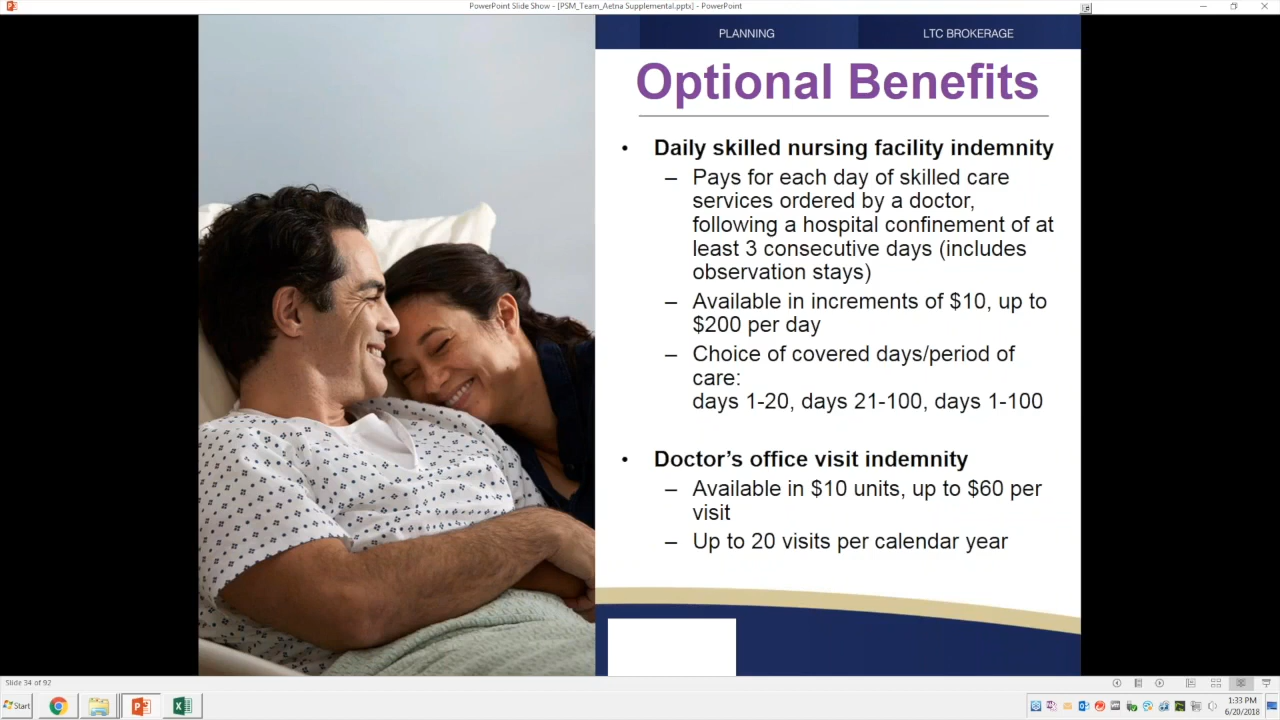 PowerPoint Slide Show - [PSM_Team_Aetna Supplemental.pptx] - PowerPoint
PLANNING
LTC BROKERAGE
Optional Benefits
• Daily skilled nursing facility indemnity
– Pays for each day of skilled care
services ordered by a doctor,
following a hospital confinement of at
least 3 consecutive days (includes
observation stays)
– Available in increments of $10, up to
$200 per day
– Choice of covered days/period of
care:
days 1-20, days 21-100, days 1-100
• Doctor’s office visit indemnity
– Available in $10 units, up to $60 per
visit
– Up to 20 visits per calendar year
Slide 34 of 92
Start
1:33 PM
6/20/2018